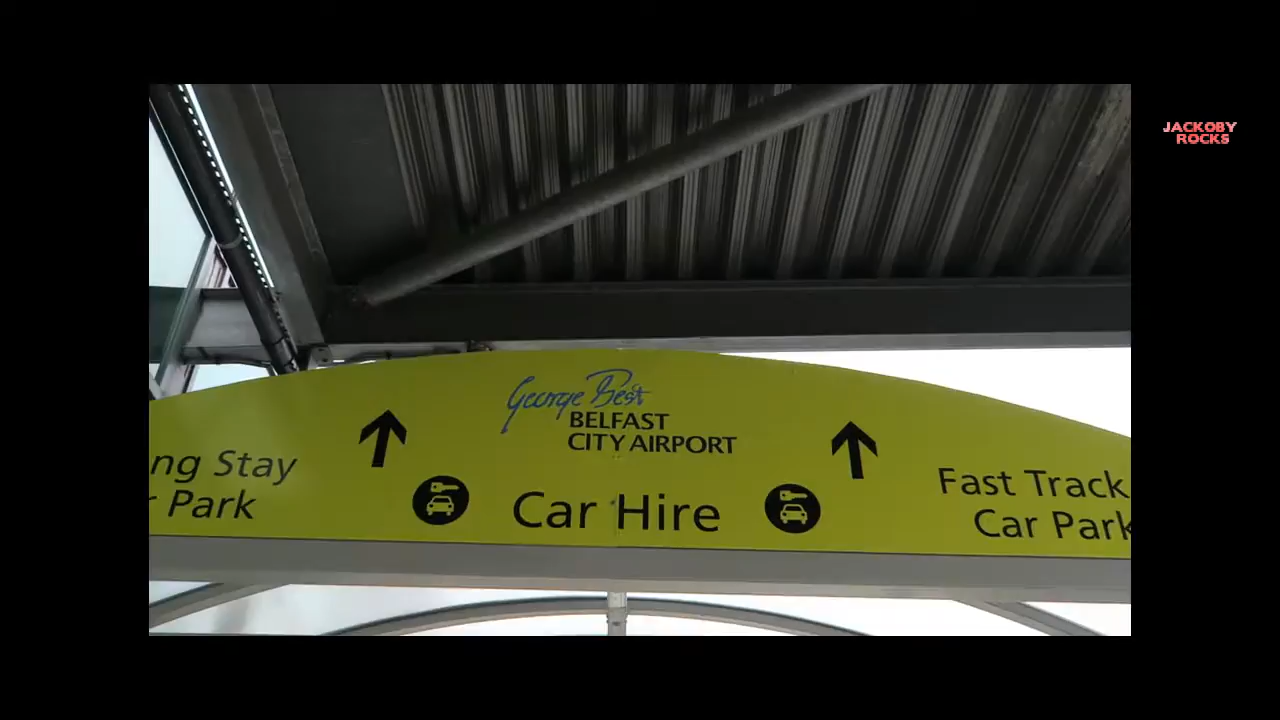 JACKOBY
ROCKS
George Best
BELFAST
CITY AIRPORT
ng Stay
r Park
Car Hire
Fast Track
Car Park